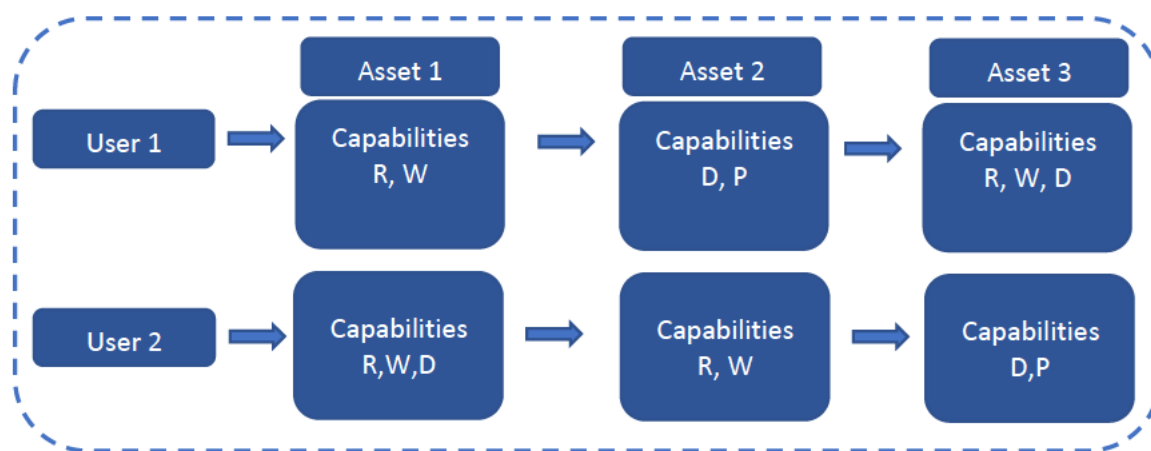 Asset 1
Asset 2
Asset 3
User 1
Capabilities
R, W
Capabilities
D, P
Capabilities
R, W, D
User 2
Capabilities
R,W,D
Capabilities
R, W
Capabilities
D,P